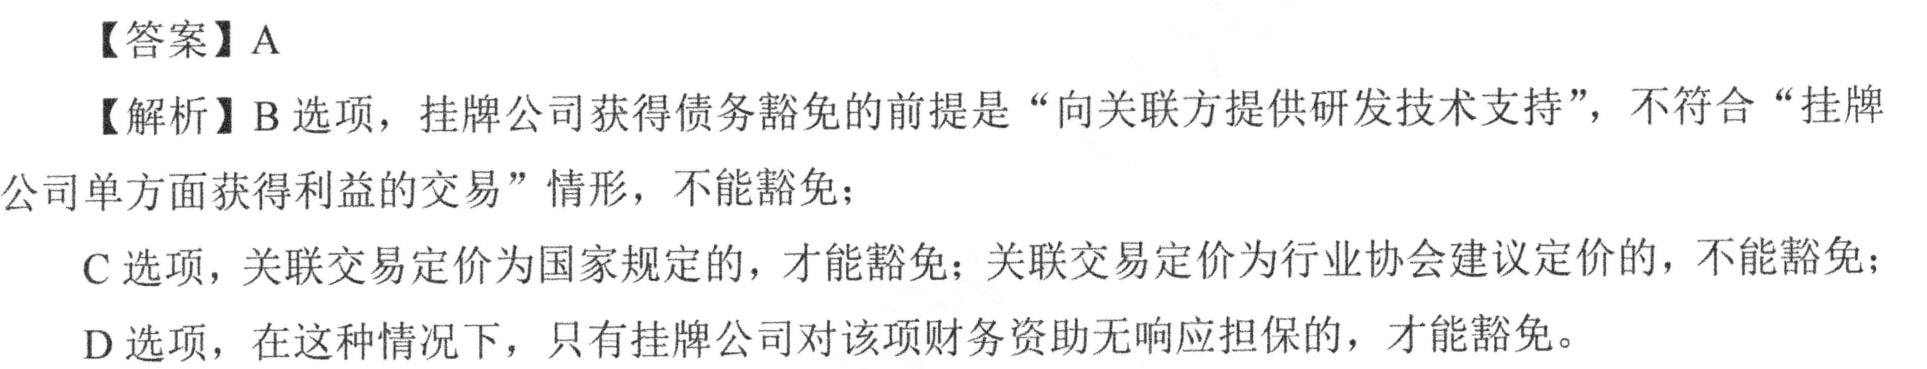 【答案】A
【解析】B 选项，挂牌公司获得债务豁免的前提是“向关联方提供研发技术支持”，不符合“挂牌
公司单方面获得利益的交易”情形，不能豁免；
C 选项，关联交易定价为国家规定的，才能豁免；关联交易定价为行业协会建议定价的，不能豁免；
D 选项，在这种情况下，只有挂牌公司对该项财务资助无响应担保的，才能豁免。